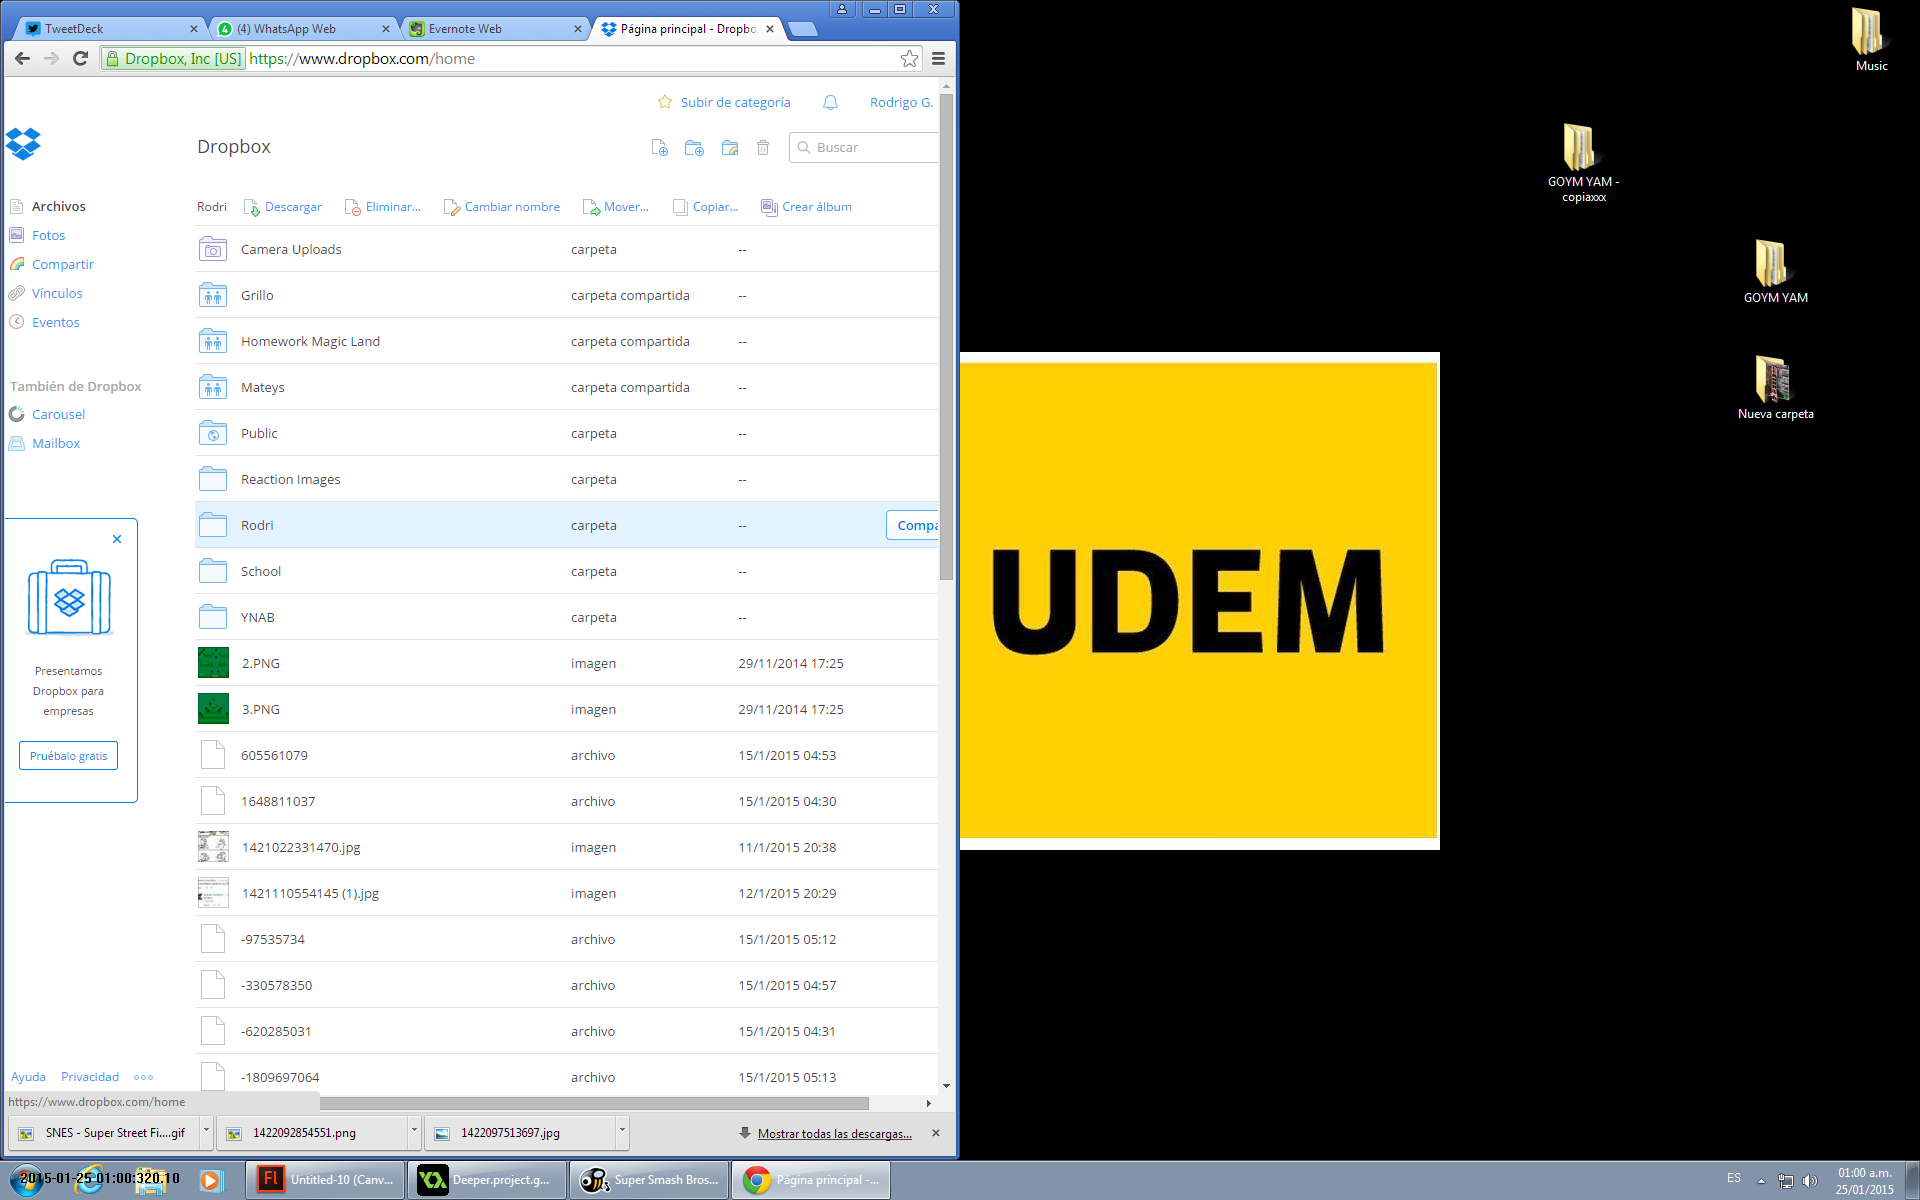 TweetDeck
(4) WhatsApp Web
Evernote Web
Página principal - Dropbo
Dropbox, Inc [US] https://www.dropbox.com/home
Subir de categoría
Rodrigo G.
Dropbox
Buscar
Archivos
Fotos
Compartir
Vínculos
Eventos
También de Dropbox
Carousel
Mailbox
Presentamos
Dropbox para
empresas
Pruébalo gratis
Ayuda Privacidad
Rodri Descargar Eliminar... Cambiar nombre Mover... Copiar... Crear álbum
Camera Uploads carpeta --
Grillo carpeta compartida --
Homework Magic Land carpeta compartida --
Mateys carpeta compartida --
Public carpeta --
Reaction Images carpeta --
Rodri carpeta -- Compa
School carpeta --
YNAB carpeta --
2.PNG imagen 29/11/2014 17:25
3.PNG imagen 29/11/2014 17:25
605561079 archivo 15/1/2015 04:53
1648811037 archivo 15/1/2015 04:30
1421022331470.jpg imagen 11/1/2015 20:38
1421110554145 (1).jpg imagen 12/1/2015 20:29
-97535734 archivo 15/1/2015 05:12
-330578350 archivo 15/1/2015 04:57
-620285031 archivo 15/1/2015 04:31
-1809697064 archivo 15/1/2015 05:13
https://www.dropbox.com/home
SNES - Super Street Fi....gif
1422092854551.png
1422097513697.jpg
Mostrar todas las descargas...
Music
GOYM YAM -
copiaxxx
GOYM YAM
Nueva carpeta
UDEM
2015-01-25 01:00:320.10
Untitled-10 (Canv...
Deeper.project.g...
Super Smash Bros...
Página principal -...
ES
01:00 a.m.
25/01/2015